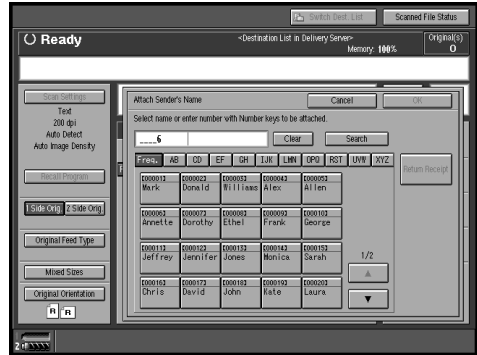 Switch Dest. List
Scanned File Status
Ready
<Destination List in Delivery Server>
Memory: 100%
Original(s)
0
Scan Settings
Text
200 dpi
Auto Detect
Auto Image Density
Recall Program
1 Side Orig.
2 Side Orig.
Original Feed Type
Mixed Sizes
Original Orientation
R R
Attach Sender's Name
Cancel
OK
Select name or enter number with Number keys to be attached.
____6
Clear
Search
Freq. AB CD EF GH IJK LMN OPQ RST UVW XYZ
Return Receipt
[00001] [00002] [00003] [00004] [00005]
Mark Donald Williams Alex Allen
[00006] [00007] [00008] [00009] [00010]
Annette Dorothy Ethel Frank George
[00011] [00012] [00013] [00014] [00015]
Jeffrey Jennifer Jones Monica Sarah
1/2
[00016] [00017] [00018] [00019] [00020]
Chris David John Kate Laura
▲
▼
2